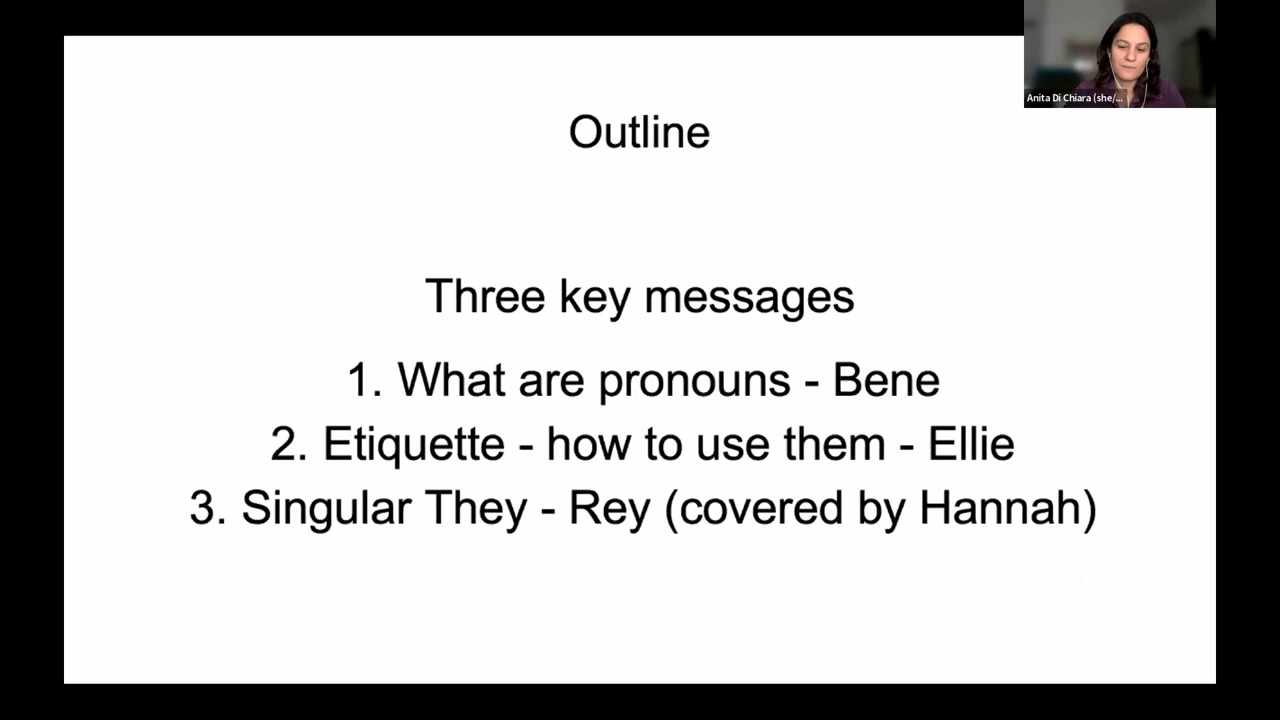 Anita Di Chiara (she/...
Outline
Three key messages
1. What are pronouns - Bene
2. Etiquette - how to use them - Ellie
3. Singular They - Rey (covered by Hannah)